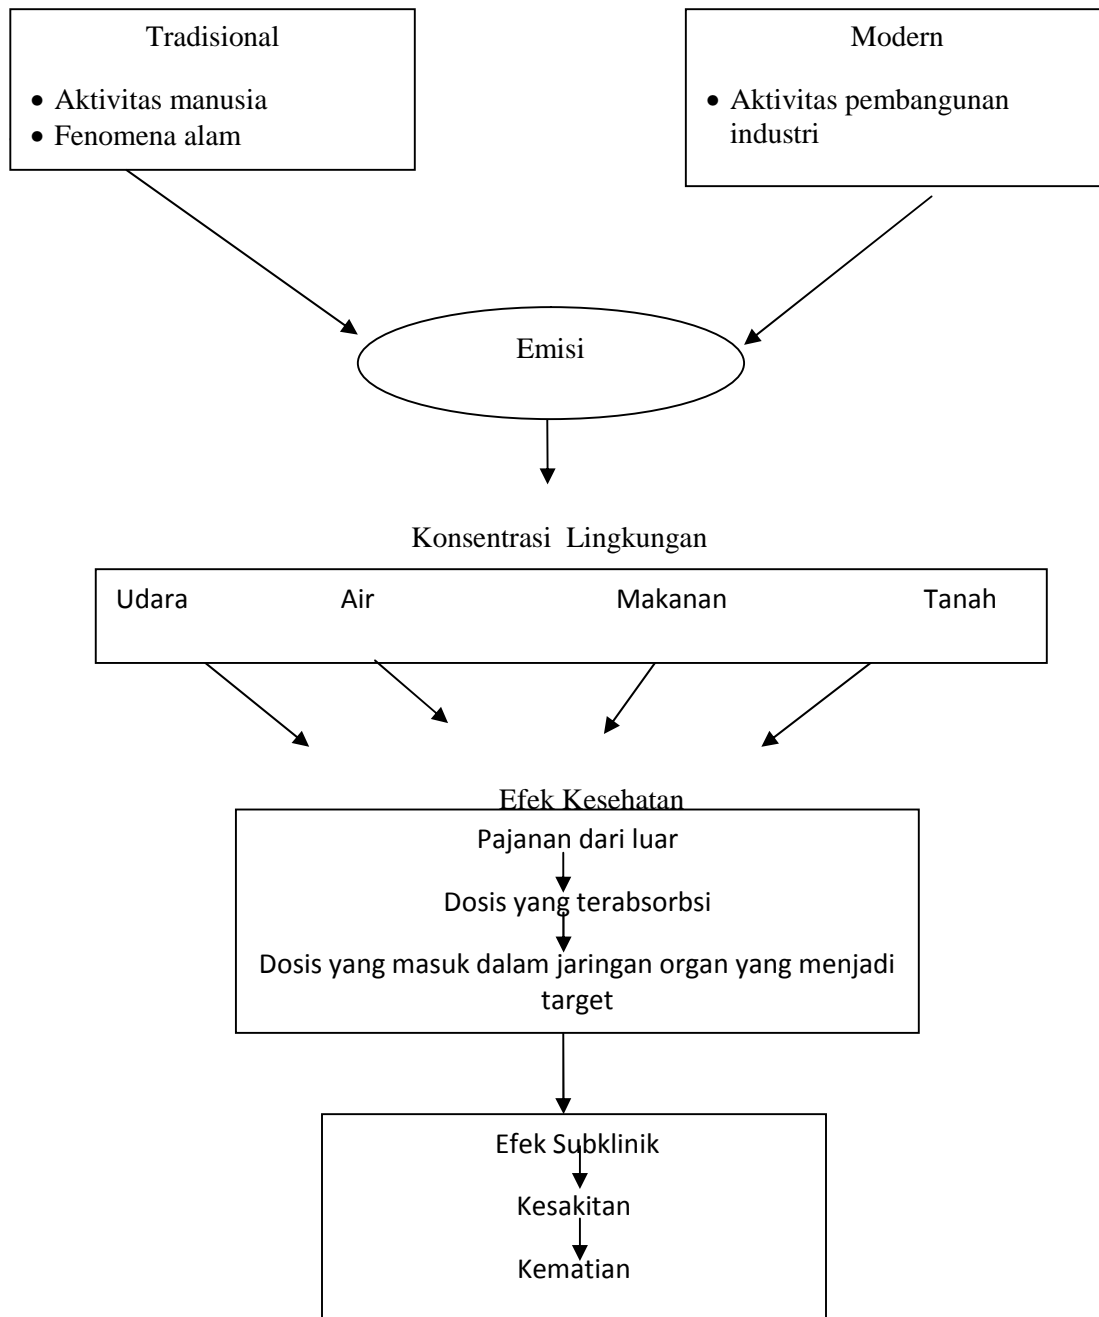 Tradisional
• Aktivitas manusia
• Fenomena alam
Modern
• Aktivitas pembangunan
industri
Emisi
Konsentrasi Lingkungan
Udara Air Makanan Tanah
Efek Kesehatan
Pajanan dari luar
Dosis yang terabsorbsi
Dosis yang masuk dalam jaringan organ yang menjadi
target
Efek Subklinik
Kesakitan
Kematian